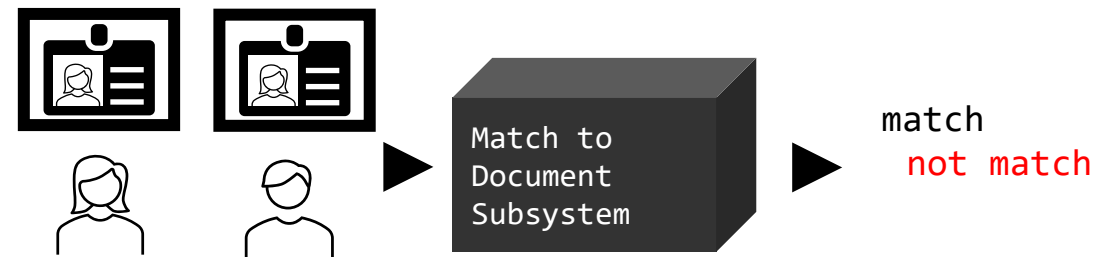 Match to
Document
Subsystem
match
not match